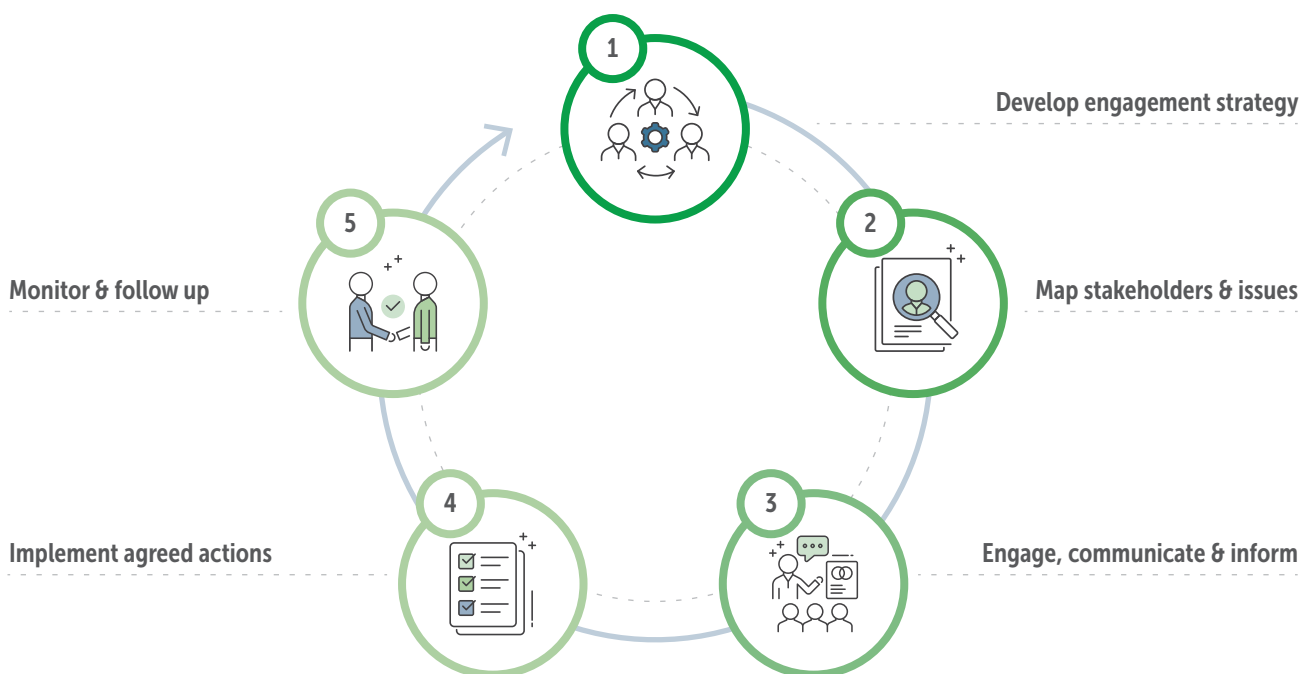 1
Develop engagement strategy
2
Map stakeholders & issues
3
Engage, communicate & inform
4
Implement agreed actions
5
Monitor & follow up